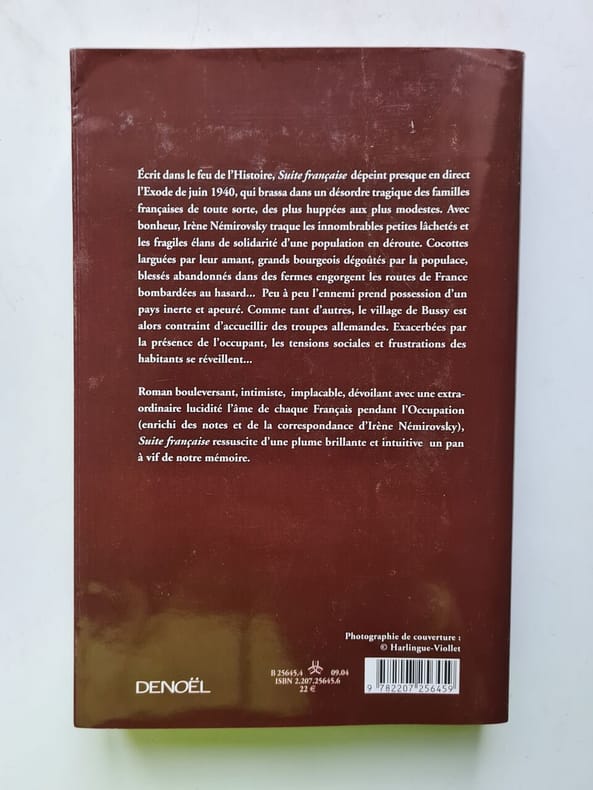 Écrit dans le feu de l'Histoire, Suite française dépeint presque en direct
l'Exode de juin 1940, qui brassa dans un désordre tragique des familles
françaises de toute sorte, des plus huppées aux plus modestes. Avec
bonheur, Irène Némirovsky traque les innombrables petites lâchetés et
les fragiles élans de solidarité d'une population en déroute. Cocottes
larguées par leur amant, grands bourgeois dégoûtés par la populace,
blessés abandonnés dans des fermes engorgent les routes de France
bombardées au hasard... Peu à peu l'ennemi prend possession d'un
pays inerte et apeuré. Comme tant d'autres, le village de Bussy est
alors contraint d'accueillir des troupes allemandes. Exacerbées par
la présence de l'occupant, les tensions sociales et frustrations des
habitants se réveillent...
Roman bouleversant, intimiste, implacable, dévoilant avec une extra-
ordinaire lucidité l'âme de chaque Français pendant l'Occupation
(enrichi des notes et de la correspondance d'Irène Némirovsky),
Suite française ressuscite d'une plume brillante et intuitive un pan
à vif de notre mémoire.
Photographie de couverture :
© Harlingue-Viollet
DENOËL
B 25645.4 09.04
ISBN 2.207.25645.6
22 €
9 782207 256459